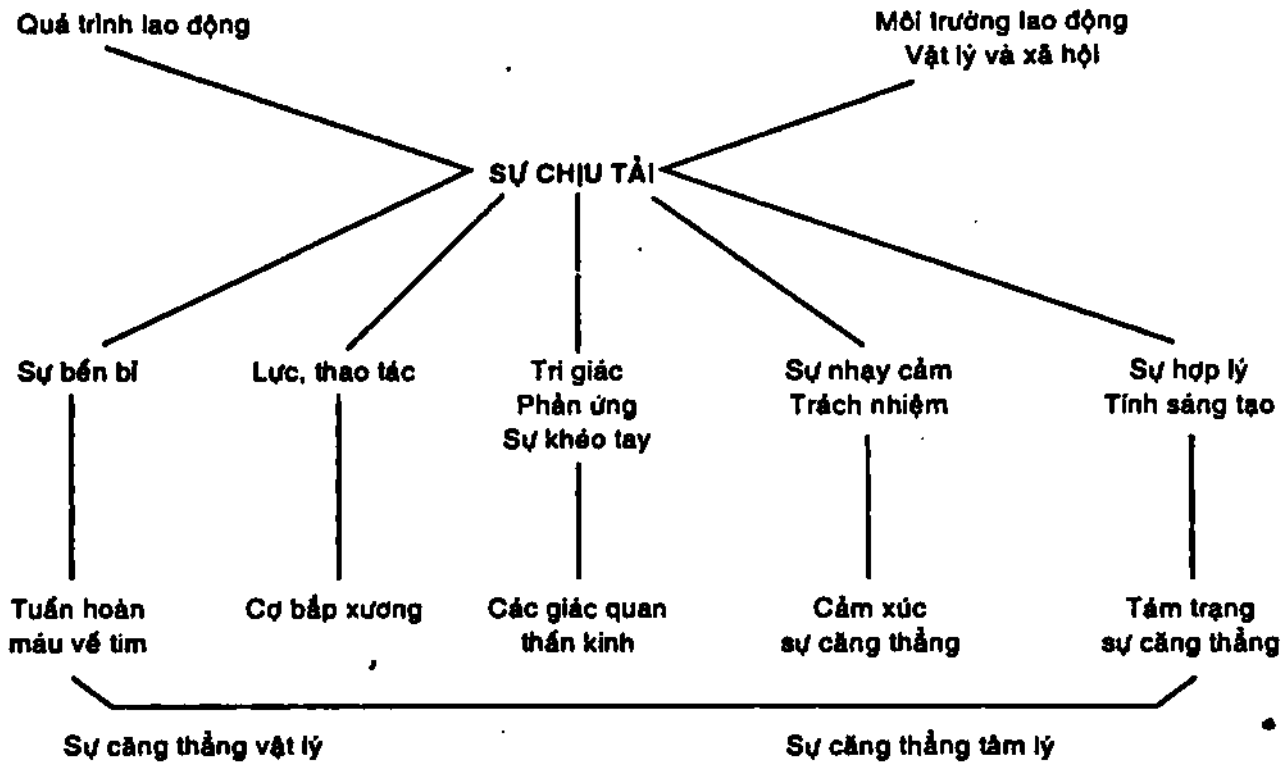 Quá trình lao động
Môi trường lao động
Vật lý và xã hội
SỰ CHỊU TẢI
Sự bền bỉ
Lực, thao tác
Tri giác
Phản ứng
Sự khéo tay
Sự nhạy cảm
Trách nhiệm
Sự hợp lý
Tính sáng tạo
Tuần hoàn
máu về tim
Cơ bắp xương
Các giác quan
thần kinh
Cảm xúc
sự căng thẳng
Tâm trạng
sự căng thẳng
Sự căng thẳng vật lý
Sự căng thẳng tâm lý